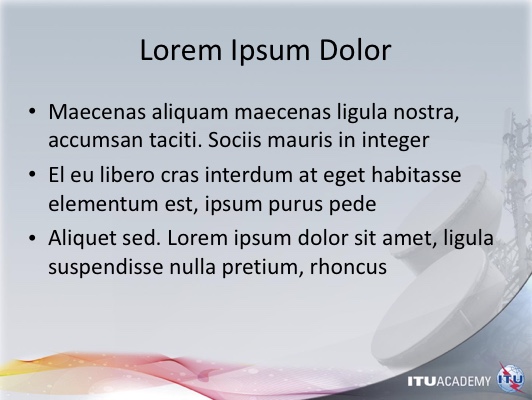 Lorem Ipsum Dolor
• Maecenas aliquam maecenas ligula nostra,
accumsan taciti. Sociis mauris in integer
• El eu libero cras interdum at eget habitasse
elementum est, ipsum purus pede
• Aliquet sed. Lorem ipsum dolor sit amet, ligula
suspendisse nulla pretium, rhoncus
ITUACADEMY ITU